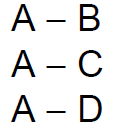 A – B
A – C
A – D